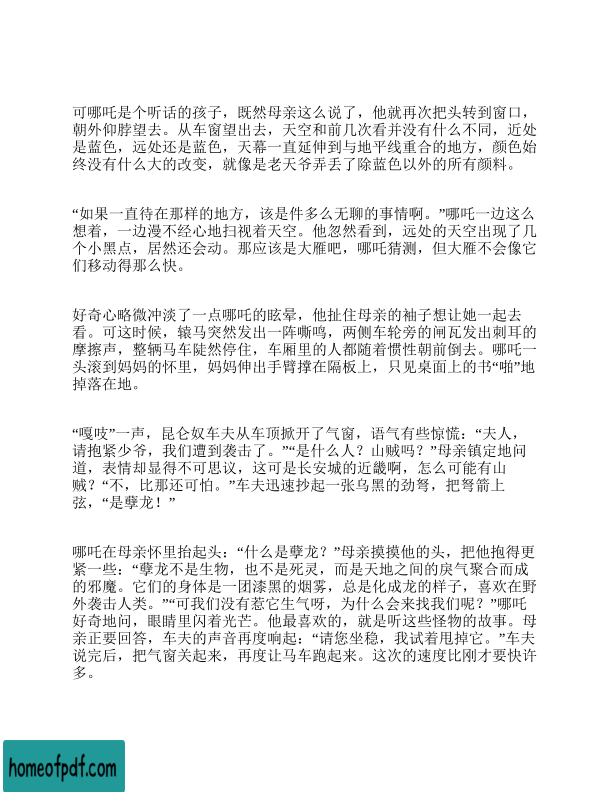 可哪吒是个听话的孩子，既然母亲这么说了，他就再次把头转到窗口，
朝外仰脖望去。从车窗望出去，天空和前几次看并没有什么不同，近处
是蓝色，远处还是蓝色，天幕一直延伸到与地平线重合的地方，颜色始
终没有什么大的改变，就像是老天爷弄丢了除蓝色以外的所有颜料。
“如果一直待在那样的地方，该是件多么无聊的事情啊。”哪吒一边这么
想着，一边漫不经心地扫视着天空。他忽然看到，远处的天空出现了几
个小黑点，居然还会动。那应该是大雁吧，哪吒猜测，但大雁不会像它
们移动得那么快。
好奇心略微冲淡了一点哪吒的眩晕，他扯住母亲的袖子想让她一起去
看。可这时候，辕马突然发出一阵嘶鸣，两侧车轮旁的闸瓦发出刺耳的
摩擦声，整辆马车陡然停住，车厢里的人都随着惯性朝前倒去。哪吒一
头滚到妈妈的怀里，妈妈伸出手臂撑在隔板上，只见桌面上的书“啪”地
掉落在地。
“嘎吱”一声，昆仑奴车夫从车顶掀开了气窗，语气有些惊慌：“夫人，
请抱紧少爷，我们遭到袭击了。”“是什么人？山贼吗？”母亲镇定地问
道，表情却显得不可思议，这可是长安城的近畿啊，怎么可能有山
贼？“不，比那还可怕。”车夫迅速抄起一张乌黑的劲弩，把弩箭上
弦，“是孽龙！”
哪吒在母亲怀里抬起头：“什么是孽龙？”母亲摸摸他的头，把他抱得更
紧一些：“孽龙不是生物，也不是死灵，而是天地之间的戾气聚合而成
的邪魔。它们的身体是一团漆黑的烟雾，总是化成龙的样子，喜欢在野
外袭击人类。”“可我们没有惹它生气呀，为什么会来找我们呢？”哪吒
好奇地问，眼睛里闪着光芒。他最喜欢的，就是听这些怪物的故事。母
亲正要回答，车夫的声音再度响起：“请您坐稳，我试着甩掉它。”车夫
说完后，把气窗关起来，再度让马车跑起来。这次的速度比刚才要快许
多。
homeofpdf.com